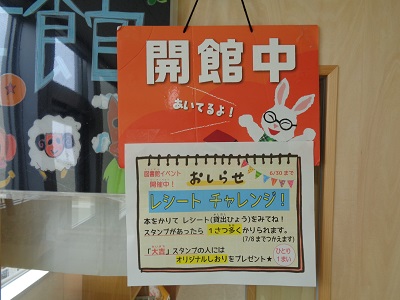 館
開館中
あいてるよ！
図書館イベント
開催中！
おしらせ
6/30まで
レシート チャレンジ！
本をかりて レシート(貸出ひょう)をみてね！
スタンプがあったら 1さつ多くかりられます。
(7/8までつかえます)
「大吉」スタンプの人には
オリジナルしおりをプレゼント★
ひとり
1まい